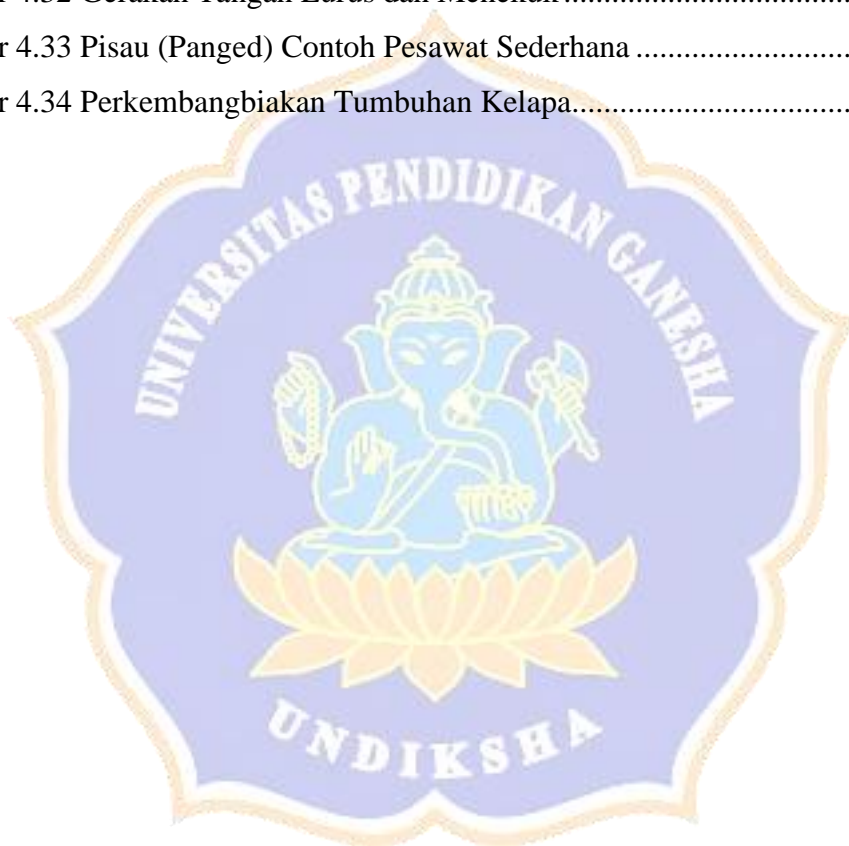 4.32 Gerakan Tangan Lurus dan Menekuk....................................
r 4.33 Pisau (Panged) Contoh Pesawat Sederhana ...........................
r 4.34 Perkembangbiakan Tumbuhan Kelapa...................................
UNIVERSITAS PENDIDIKAN GANESHA
UNDIKSHA